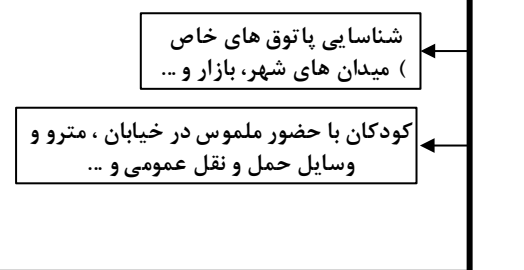 شناسایی پاتوق های خاص
) میدان های شهر، بازار و ...
کودکان با حضور ملموس در خیابان ، مترو و
وسایل حمل و نقل عمومی و ...